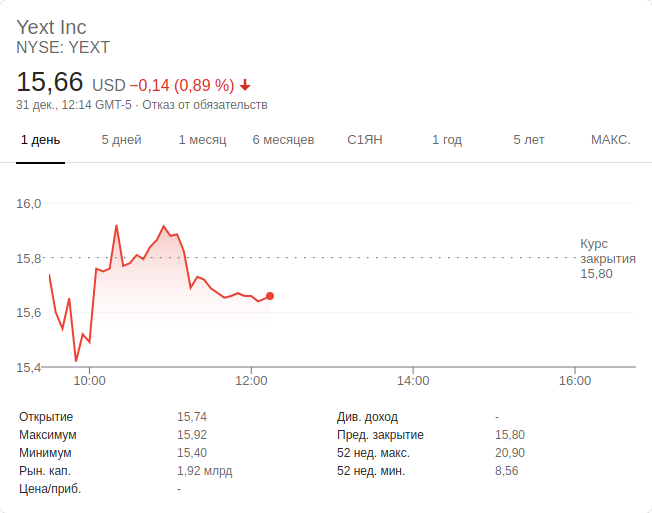 Yext Inc
NYSE: YEXT
15,66 USD −0,14 (0,89 %)
31 дек., 12:14 GMT-5 · Отказ от обязательств
1 день 5 дней 1 месяц 6 месяцев С1ЯН 1 год 5 лет МАКС.
16,0
Курс
15,8 закрытия
15,80
15,6
15,4
10:00 12:00 14:00 16:00
Открытие 15,74 Див. доход -
Максимум 15,92 Пред. закрытие 15,80
Минимум 15,40 52 нед. макс. 20,90
Рын. кап. 1,92 млрд 52 нед. мин. 8,56
Цена/приб. -